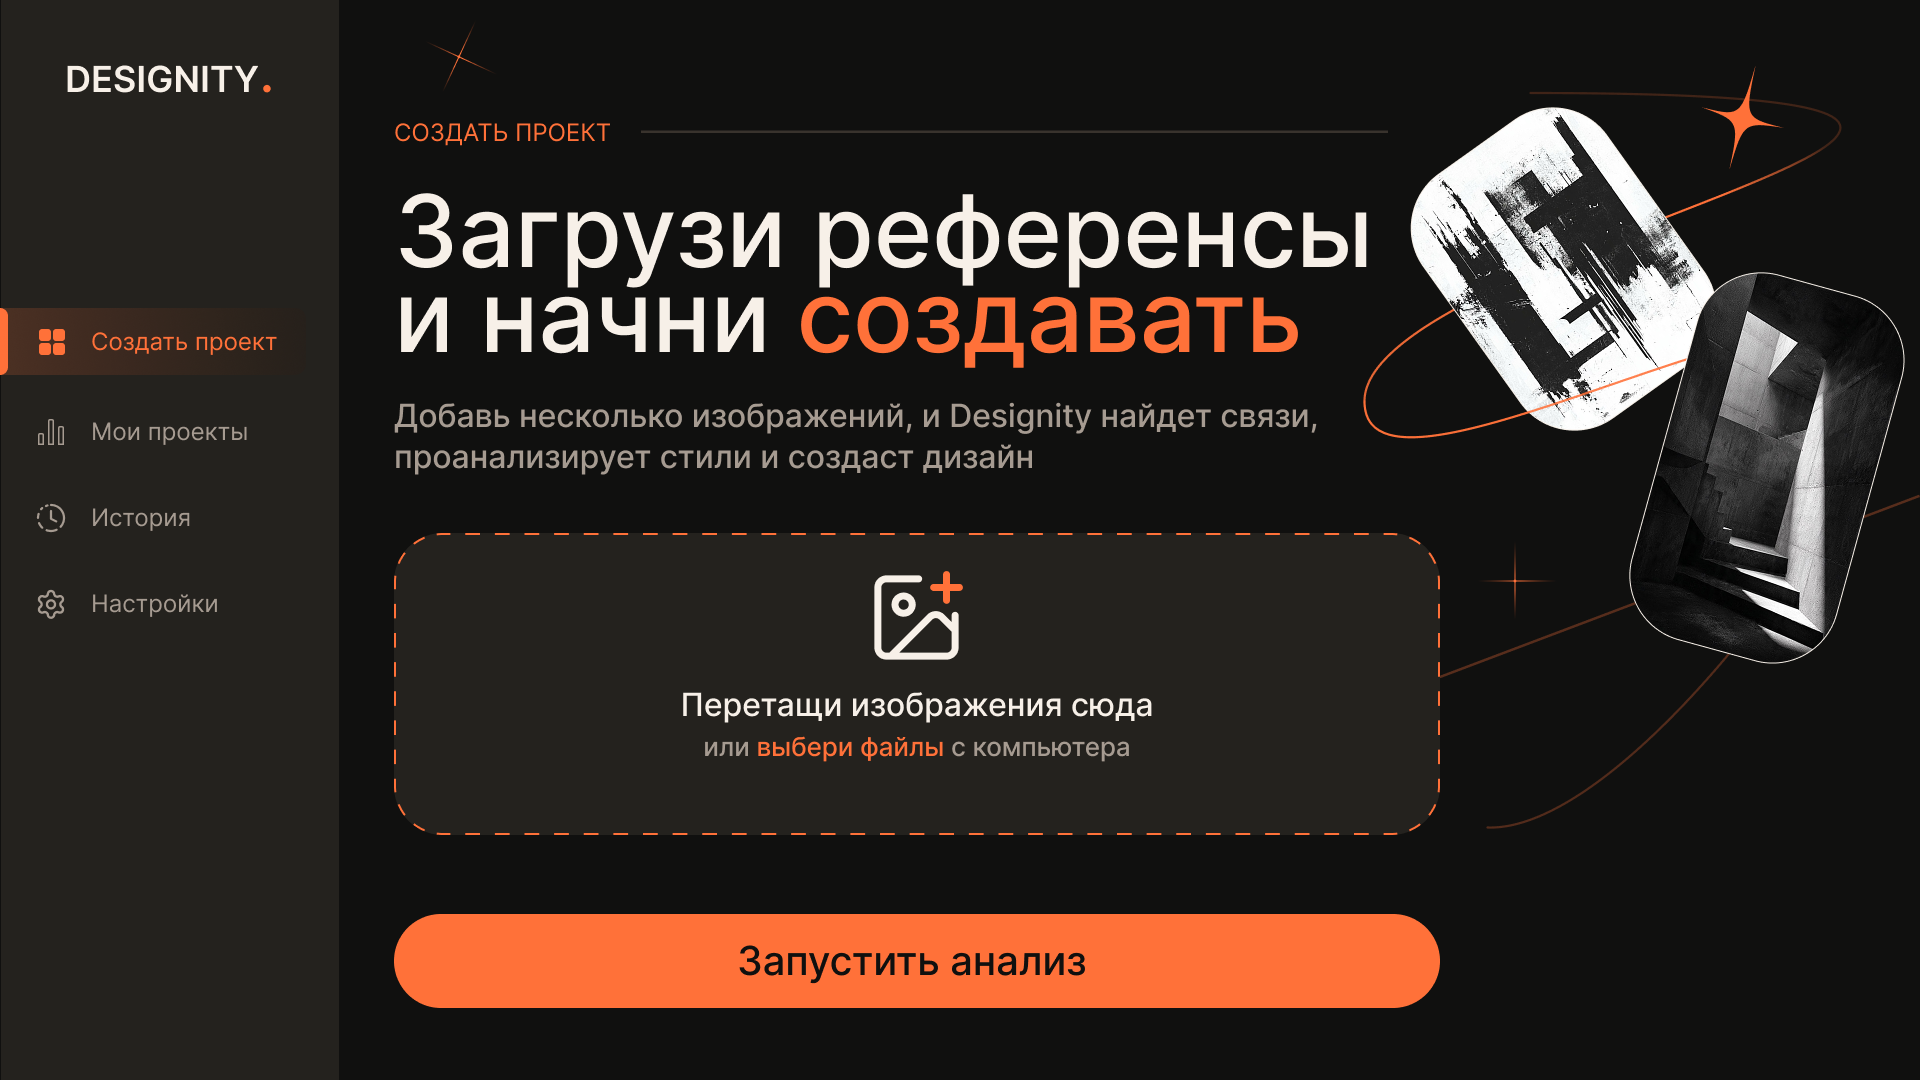 DESIGNITY.
Создать проект
Мои проекты
История
Настройки
СОЗДАТЬ ПРОЕКТ
Загрузи референсы
и начни создавать
Добавь несколько изображений, и Designity найдет связи,
проанализирует стили и создаст дизайн
Перетащи изображения сюда
или выбери файлы с компьютера
Запустить анализ